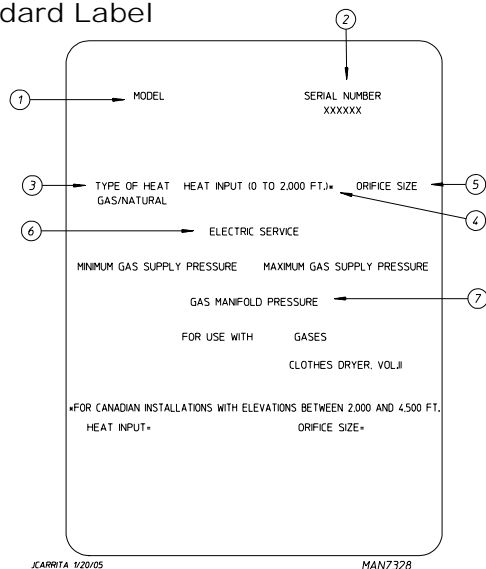 dard Label
2
1 MODEL SERIAL NUMBER
XXXXXX
3 TYPE OF HEAT HEAT INPUT (0 TO 2,000 FT.)* ORIFICE SIZE 5
GAS/NATURAL 4
6 ELECTRIC SERVICE
MINIMUM GAS SUPPLY PRESSURE MAXIMUM GAS SUPPLY PRESSURE
GAS MANIFOLD PRESSURE 7
FOR USE WITH GASES
CLOTHES DRYER, VOL.II
*FOR CANADIAN INSTALLATIONS WITH ELEVATIONS BETWEEN 2,000 AND 4,500 FT.
HEAT INPUT= ORIFICE SIZE=
JCARRITA 1/20/05 MAN7328